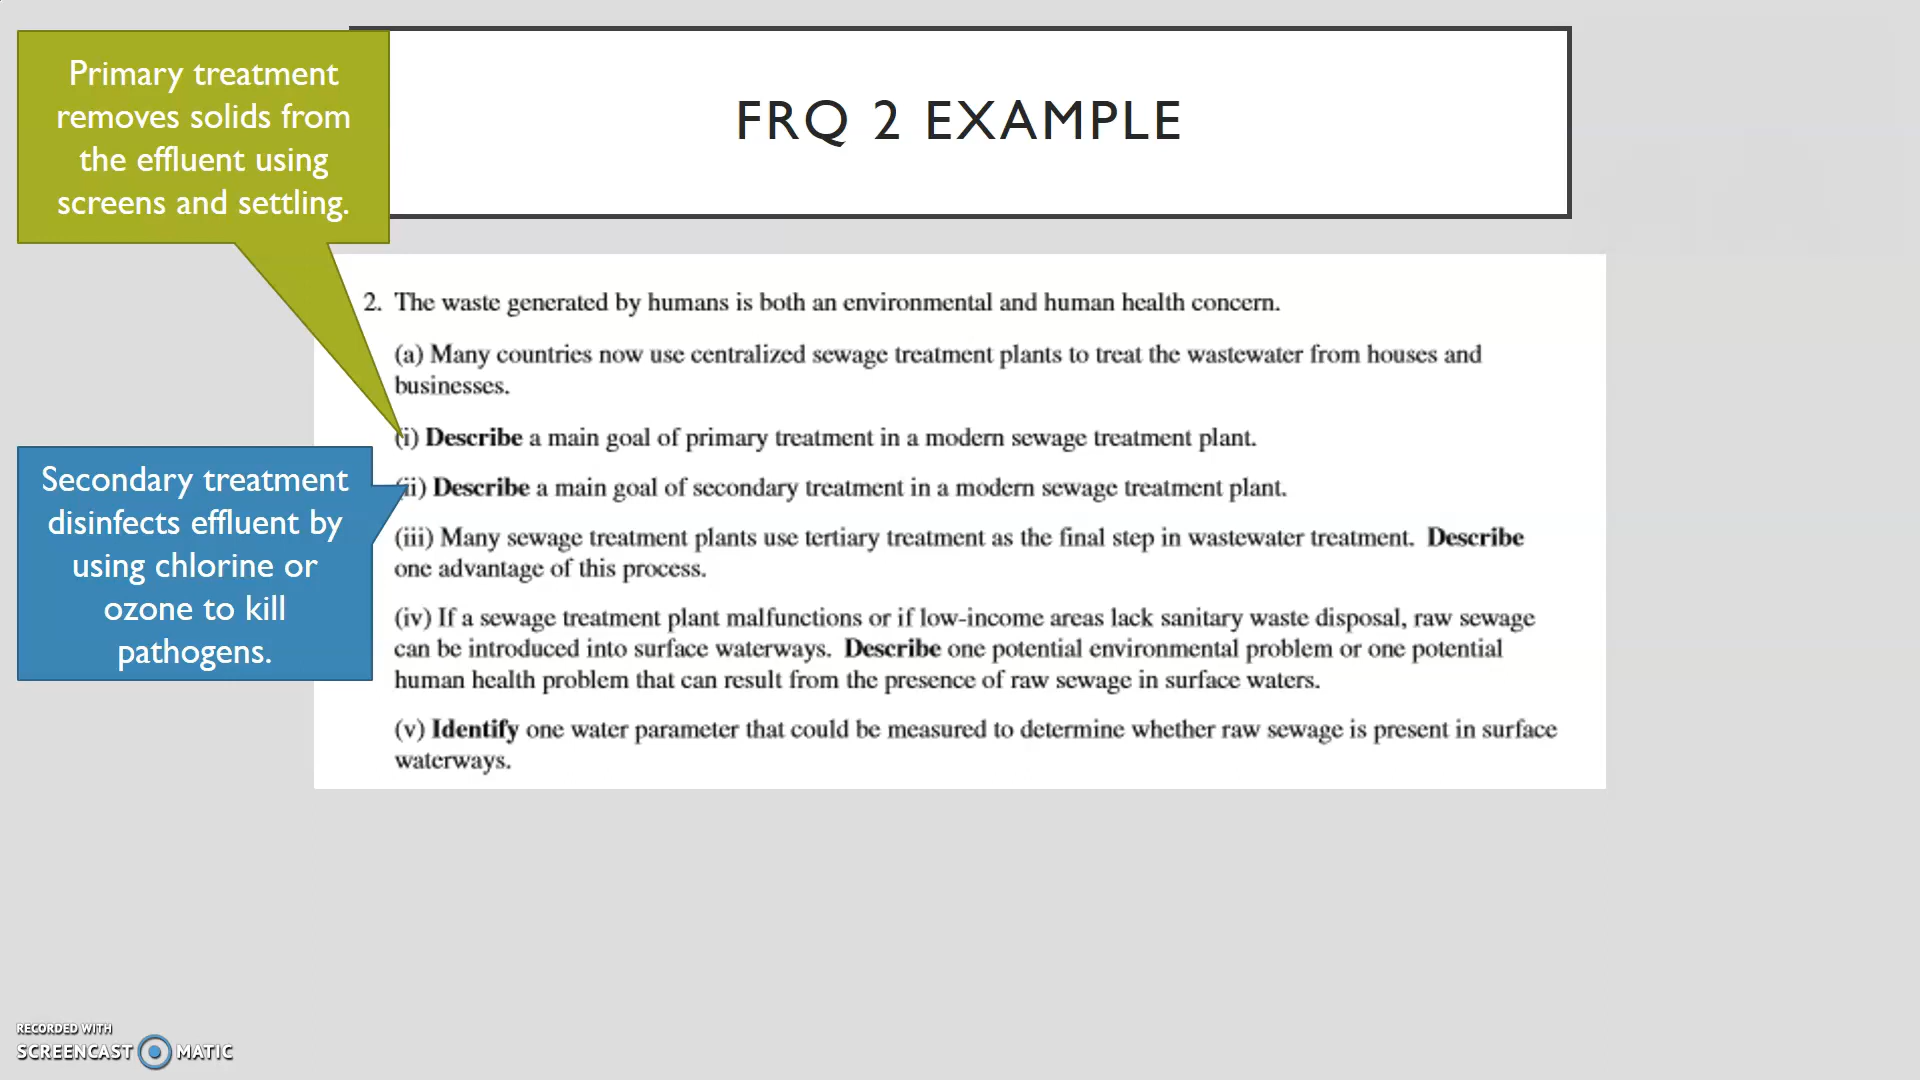 Primary treatment
removes solids from
the effluent using
screens and settling.
FRQ 2 EXAMPLE
2. The waste generated by humans is both an environmental and human health concern.
(a) Many countries now use centralized sewage treatment plants to treat the wastewater from houses and
businesses.
(i) Describe a main goal of primary treatment in a modern sewage treatment plant.
Secondary treatment
disinfects effluent by
using chlorine or
ozone to kill
pathogens.
(ii) Describe a main goal of secondary treatment in a modern sewage treatment plant.
(iii) Many sewage treatment plants use tertiary treatment as the final step in wastewater treatment. Describe
one advantage of this process.
(iv) If a sewage treatment plant malfunctions or if low-income areas lack sanitary waste disposal, raw sewage
can be introduced into surface waterways. Describe one potential environmental problem or one potential
human health problem that can result from the presence of raw sewage in surface waters.
(v) Identify one water parameter that could be measured to determine whether raw sewage is present in surface
waterways.
RECORDED WITH
SCREENCAST MATIC